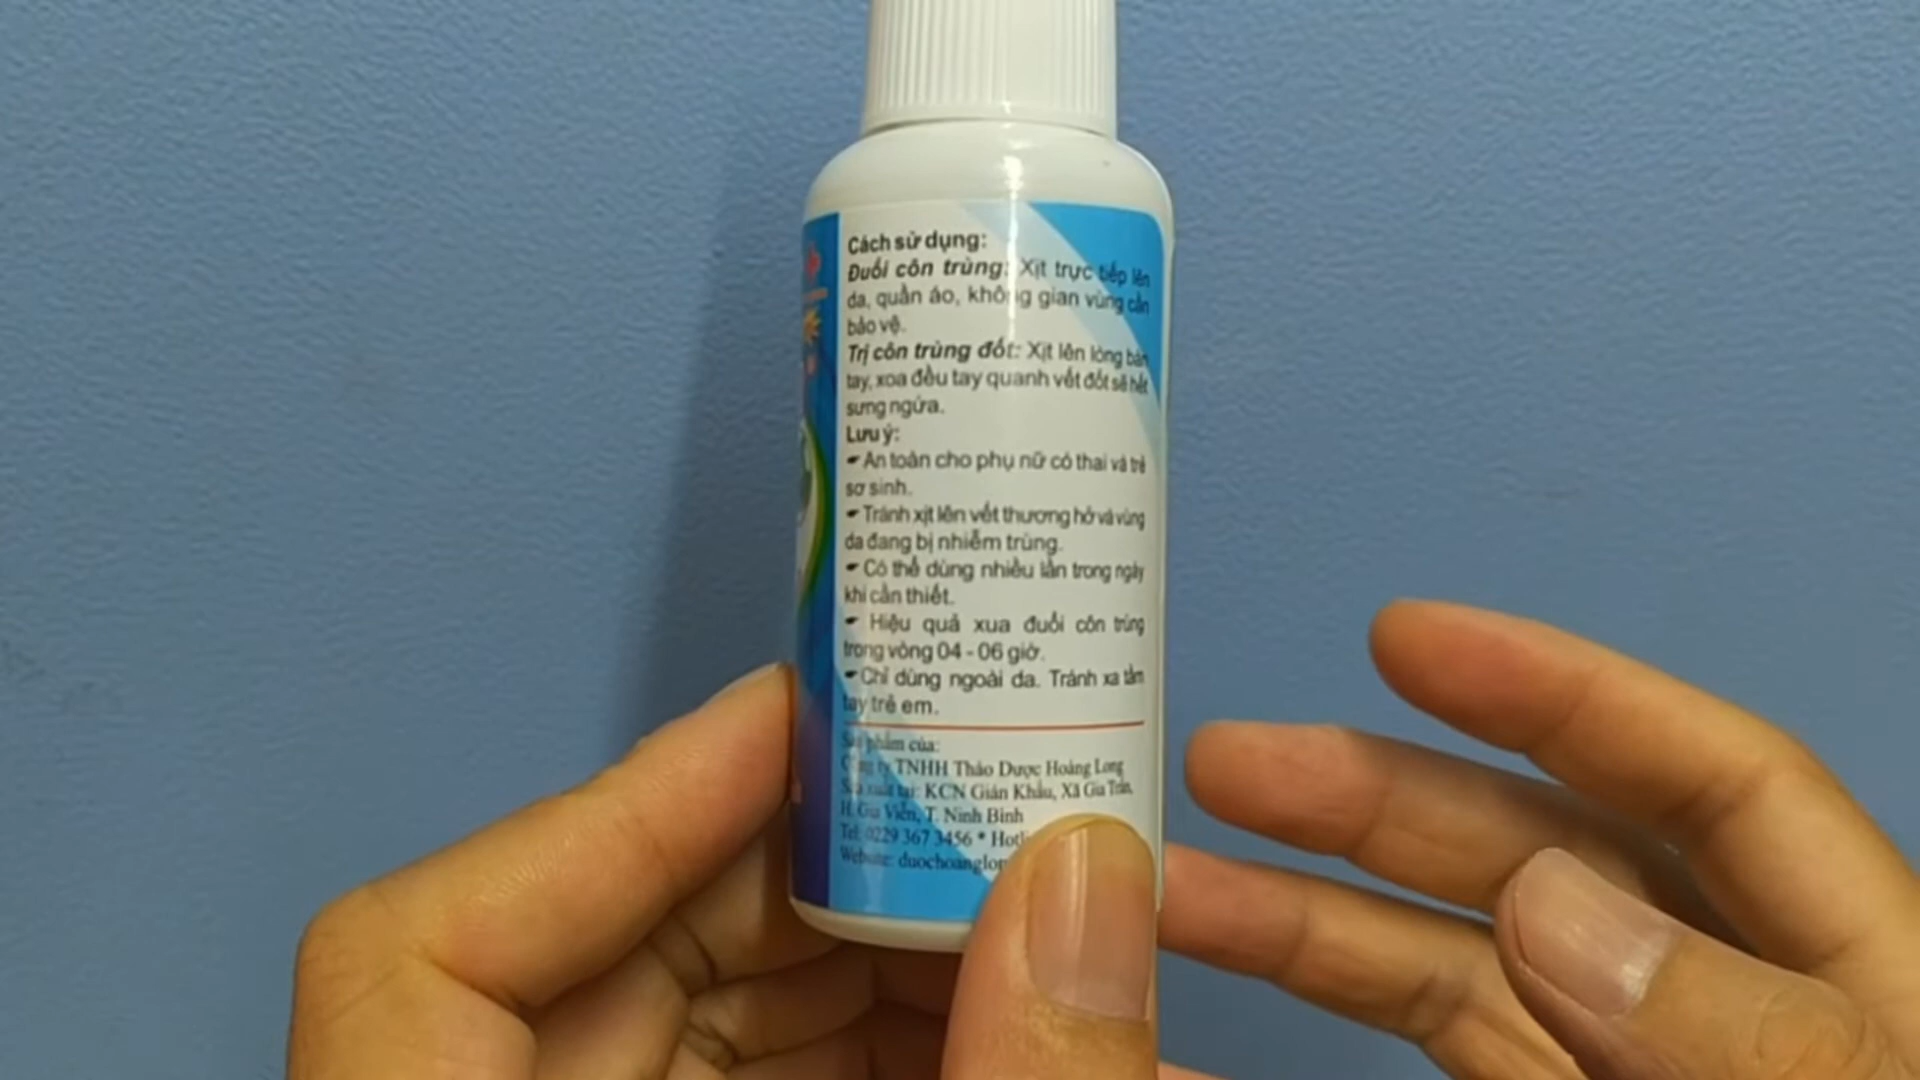 Cách sử dụng:
Đuổi côn trùng: Xịt trực tiếp lên
da, quần áo, không gian vùng cần
bảo vệ.
Trị côn trùng đốt: Xịt lên lòng bàn
tay, xoa đều tay quanh vết đốt sẽ hết
sưng ngứa.
Lưu ý:
An toàn cho phụ nữ có thai và trẻ
sơ sinh.
Tránh xịt lên vết thương hở và vùng
da đang bị nhiễm trùng.
Có thể dùng nhiều lần trong ngày
khi cần thiết.
Hiệu quả xua đuổi côn trùng
trong vòng 04 - 06 giờ.
Chỉ dùng ngoài da. Tránh xa tầm
tay trẻ em.
Sản phẩm của:
Công ty TNHH Thảo Dược Hoàng Long
Sản xuất tại: KCN Gián Khẩu, Xã Gia Trấn,
H. Gia Viễn, T. Ninh Bình
Tel: 0229 367 3456 *
Website: